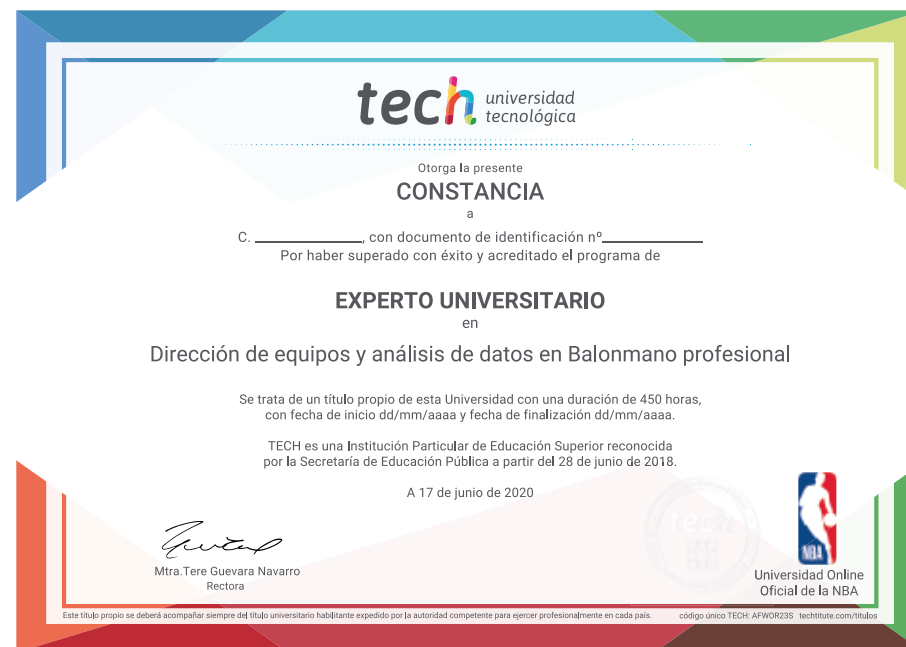 tech universidad
tecnológica
Otorga la presente
CONSTANCIA
a
C. ______________, con documento de identificación nº______________
Por haber superado con éxito y acreditado el programa de
EXPERTO UNIVERSITARIO
en
Dirección de equipos y análisis de datos en Balonmano profesional
Se trata de un título propio de esta Universidad con una duración de 450 horas,
con fecha de inicio dd/mm/aaaa y fecha de finalización dd/mm/aaaa.
TECH es una Institución Particular de Educación Superior reconocida
por la Secretaría de Educación Pública a partir del 28 de junio de 2018.
A 17 de junio de 2020
tech
NBA
Mtra.Tere Guevara Navarro
Rectora
Universidad Online
Oficial de la NBA
Este título propio se deberá acompañar siempre del título universitario habilitante expedido por la autoridad competente para ejercer profesionalmente en cada país. código único TECH: AFWOR23S techtitute.com/titulos